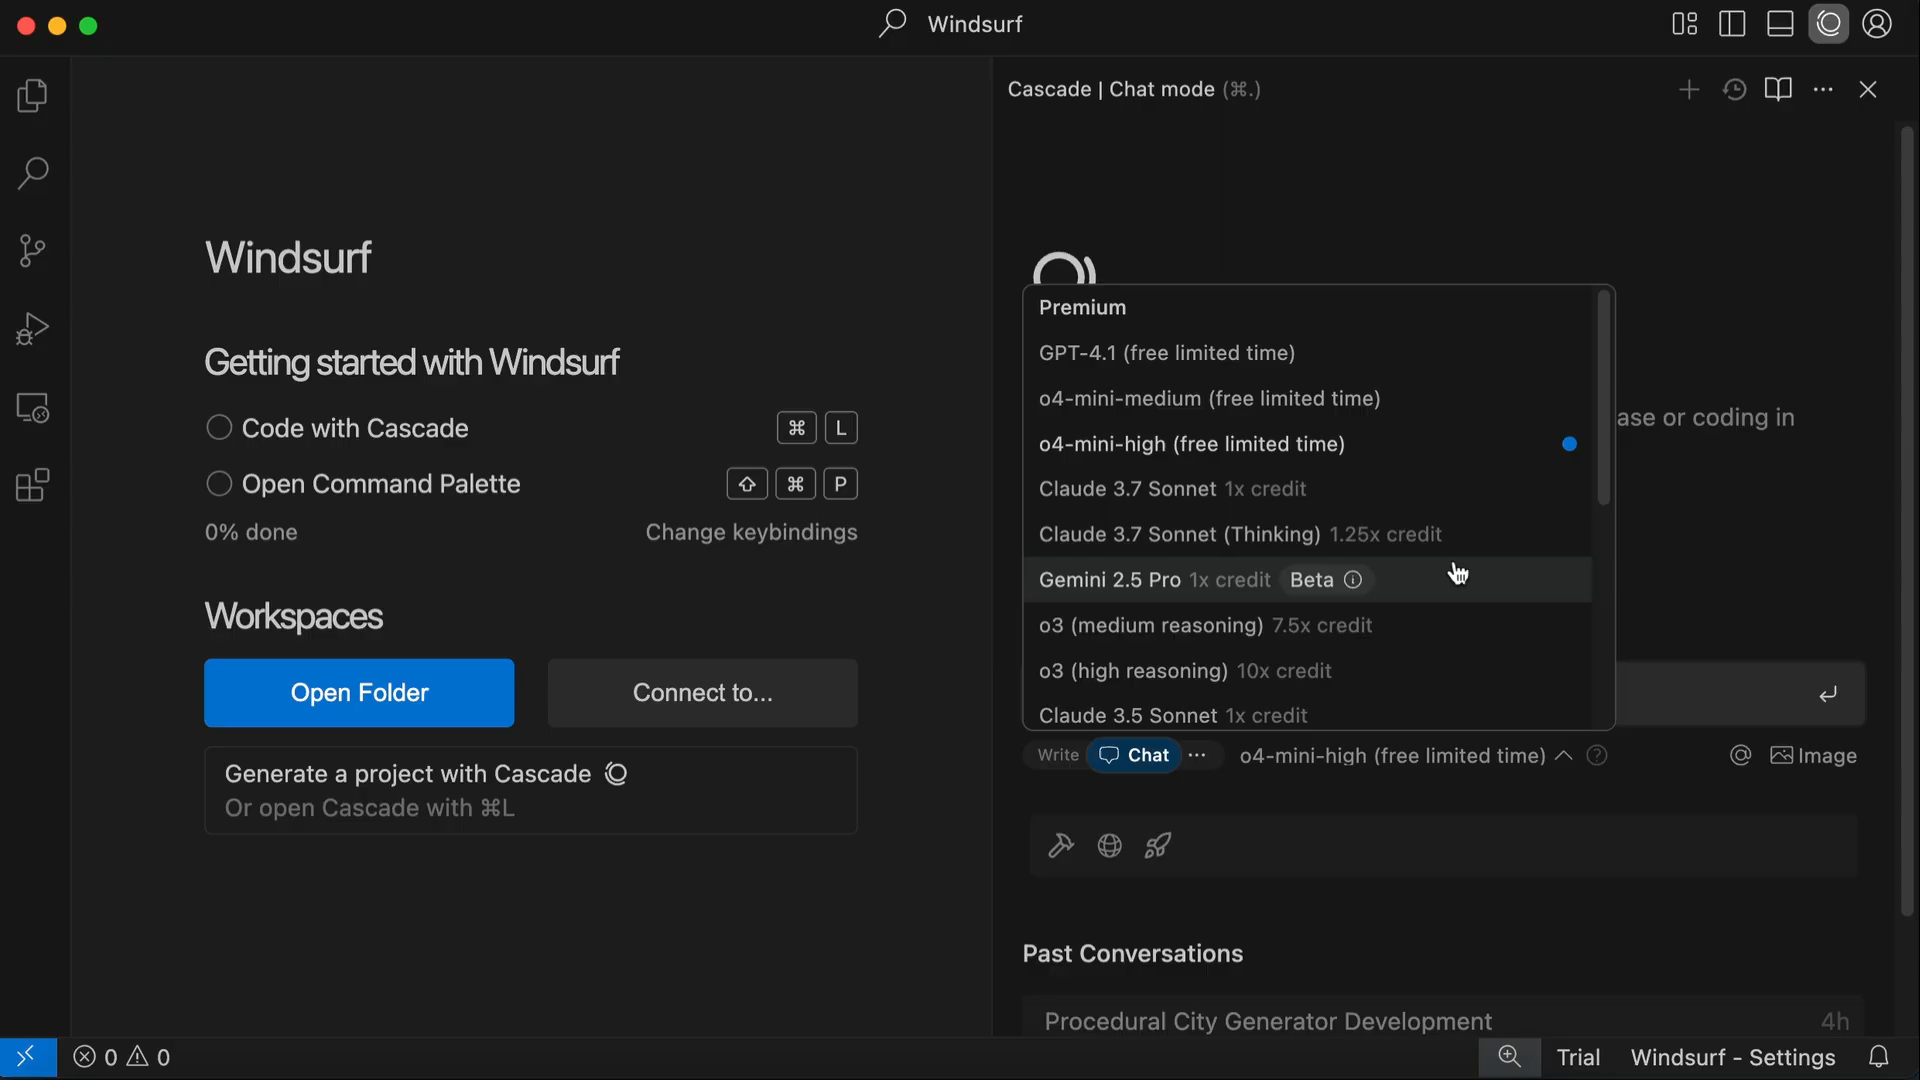 Windsurf
Cascade | Chat mode (⌘.)
Windsurf
Getting started with Windsurf
Code with Cascade ⌘ L
Open Command Palette ⇧ ⌘ P
0% done Change keybindings
Workspaces
Open Folder Connect to...
Generate a project with Cascade
Or open Cascade with ⌘L
Premium
GPT-4.1 (free limited time)
o4-mini-medium (free limited time)
ase or coding in
o4-mini-high (free limited time)
Claude 3.7 Sonnet 1x credit
Claude 3.7 Sonnet (Thinking) 1.25x credit
Gemini 2.5 Pro 1x credit Beta
o3 (medium reasoning) 7.5x credit
o3 (high reasoning) 10x credit
Claude 3.5 Sonnet 1x credit
Write Chat ··· o4-mini-high (free limited time) @ Image
Past Conversations
Procedural City Generator Development 4h
0 0 Trial Windsurf - Settings